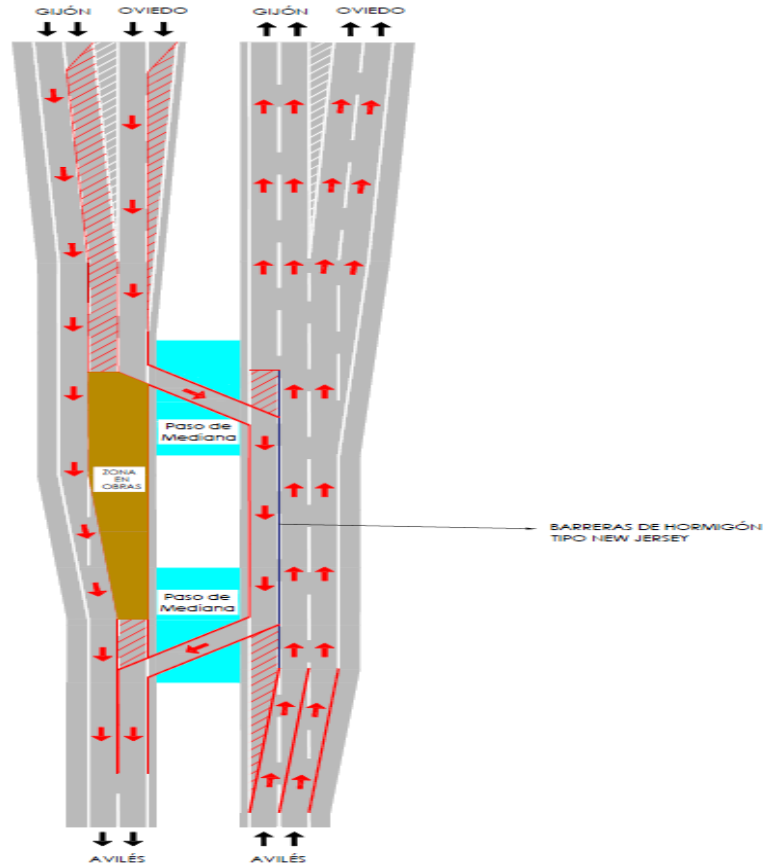 GIJÓN
OVIEDO
GIJÓN
OVIEDO
Paso de
Mediana
ZONA
EN
OBRAS
BARRERAS DE HORMIGÓN
TIPO NEW JERSEY
Paso de
Mediana
AVILÉS
AVILÉS